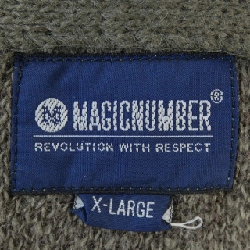 MAGICNUMBER®
REVOLUTION WITH RESPECT
X-LARGE